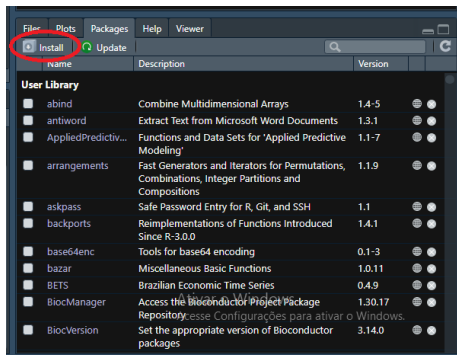 Files Plots Packages Help Viewer
Install Update
Name Description Version
User Library
abind Combine Multidimensional Arrays 1.4-5
antiword Extract Text from Microsoft Word Documents 1.3.1
AppliedPredictiv... Functions and Data Sets for 'Applied Predictive 1.1-7
Modeling'
arrangements Fast Generators and Iterators for Permutations, 1.1.9
Combinations, Integer Partitions and
Compositions
askpass Safe Password Entry for R, Git, and SSH 1.1
backports Reimplementations of Functions Introduced 1.4.1
Since R-3.0.0
base64enc Tools for base64 encoding 0.1-3
bazar Miscellaneous Basic Functions 1.0.11
BETS Brazilian Economic Time Series 0.4.9
Ativar o Windows
BiocManager Access the Bioconductor Project Package 1.30.17
Repository
Acesse Configurações para ativar o Windows.
BiocVersion Set the appropriate version of Bioconductor 3.14.0
packages